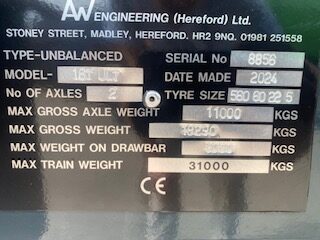 AW ENGINEERING (Hereford) Ltd.
STONEY STREET, MADLEY, HEREFORD. HR2 9NQ. 01981 251558
TYPE-UNBALANCED SERIAL No 8856
MODEL- 16T JLT DATE MADE 2024
No OF AXLES 2 TYRE SIZE 560 60 22.5
MAX GROSS AXLE WEIGHT 11000 KGS
MAX GROSS WEIGHT KGS
MAX WEIGHT ON DRAWBAR KGS
MAX TRAIN WEIGHT 31000 KGS
CE